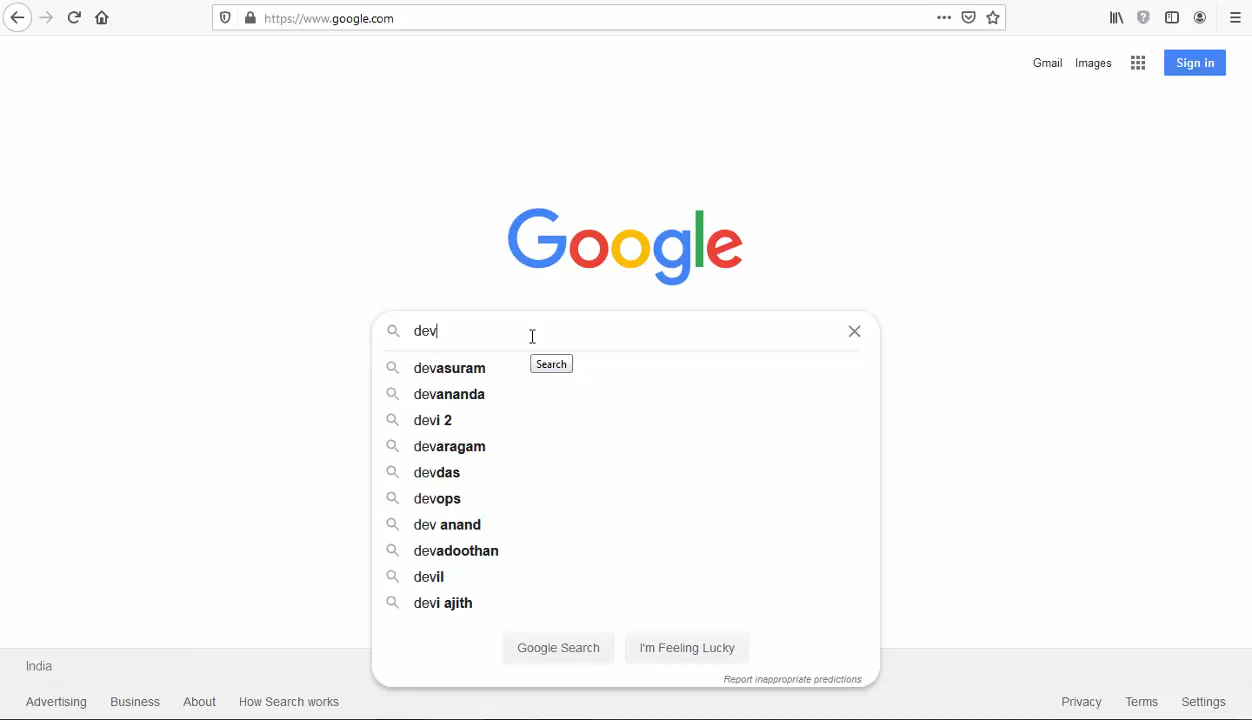 https://www.google.com
Gmail Images Sign in
Google
dev
Search
devasuram
devananda
devi 2
devaragam
devdas
devops
dev anand
devadoothan
devil
devi ajith
Google Search I'm Feeling Lucky
Report inappropriate predictions
India
Advertising Business About How Search works Privacy Terms Settings